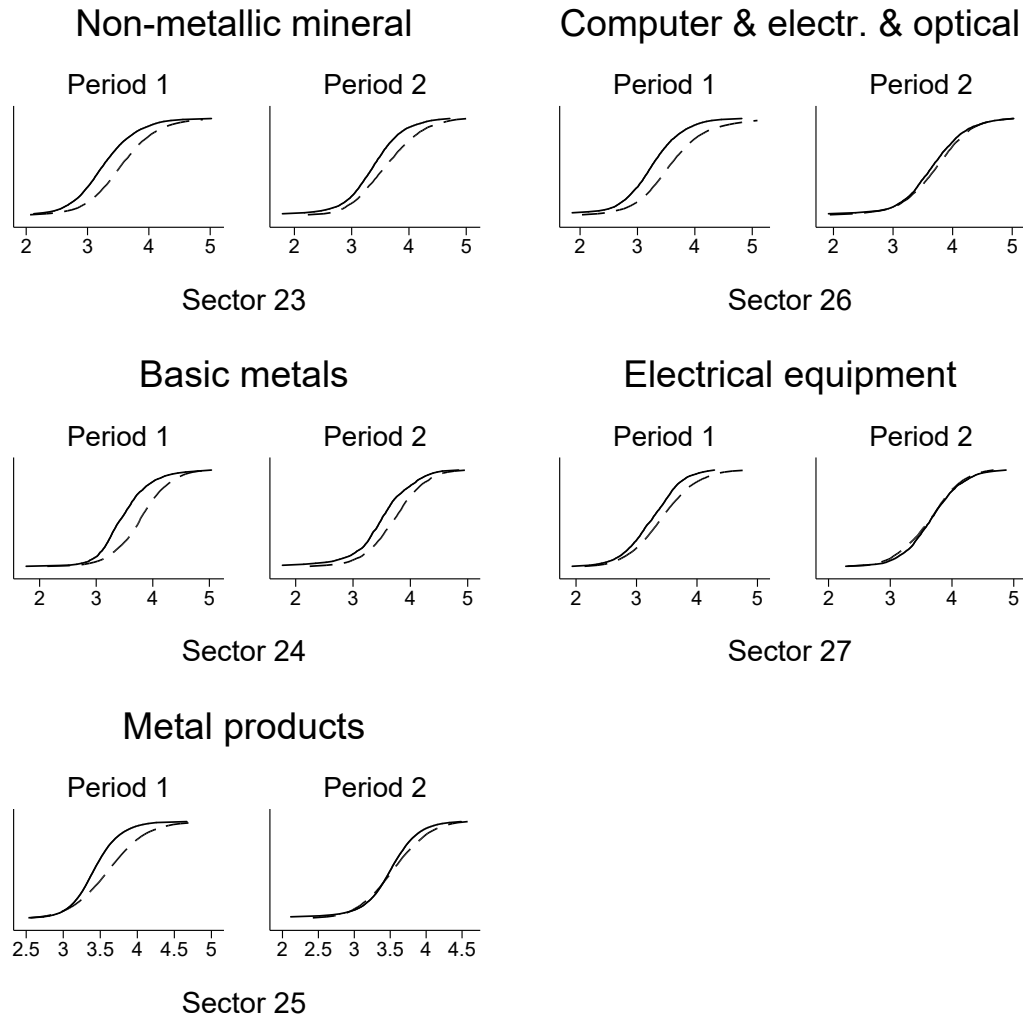 Non-metallic mineral
Period 1
Period 2
2 3 4 5
2 3 4 5
Sector 23
Computer & electr. & optical
Period 1
Period 2
2 3 4 5
2 3 4 5
Sector 26
Basic metals
Period 1
Period 2
2 3 4 5
2 3 4 5
Sector 24
Electrical equipment
Period 1
Period 2
2 3 4 5
2 3 4 5
Sector 27
Metal products
Period 1
Period 2
2.5 3 3.5 4 4.5 5
2 2.5 3 3.5 4 4.5
Sector 25